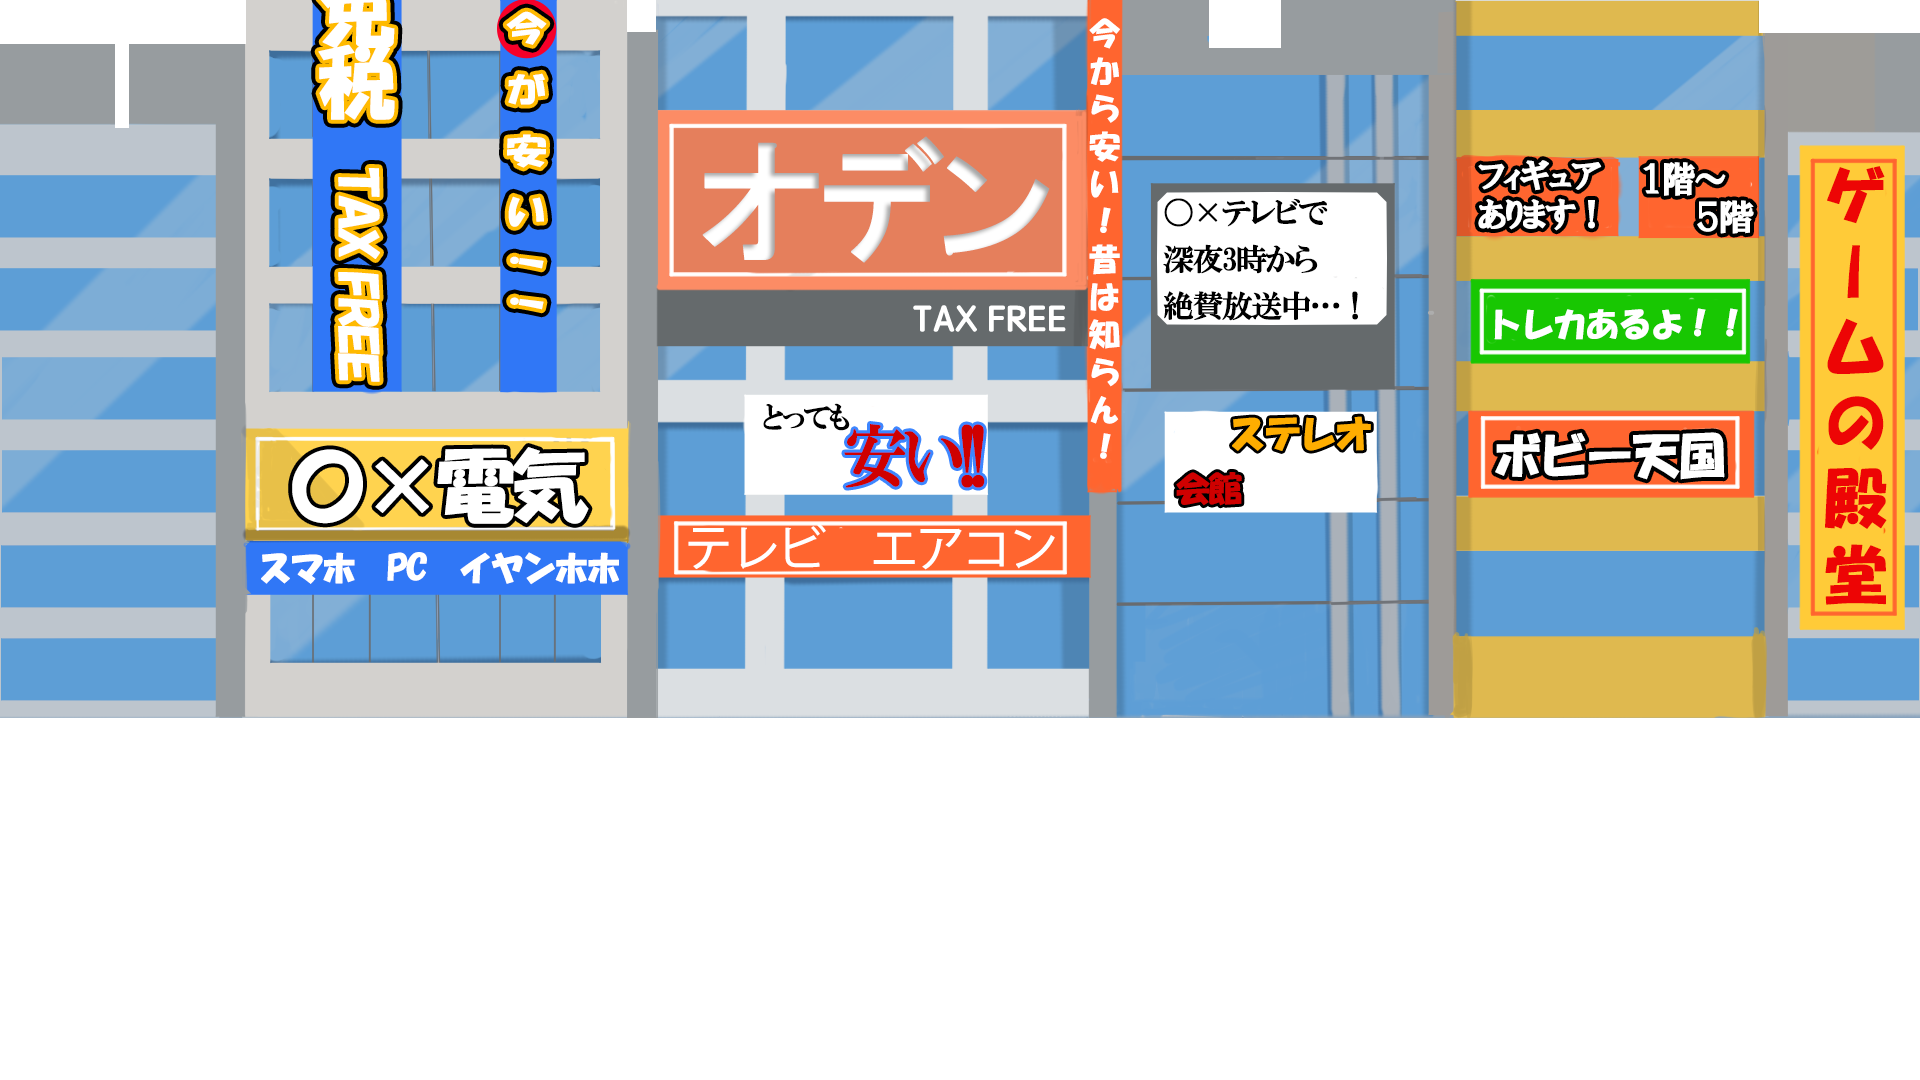 免税 TAX FREE
今が安い!!
〇×電気
スマホ PC イヤンホホ
オデン
TAX FREE
とっても
安い!!
テレビ エアコン
今から安い!昔は知らん!
〇×テレビで
深夜3時から
絶賛放送中…!
ステレオ
会館
フィギュア
あります!
1階〜
5階
トレカあるよ!!
ボビー天国
ゲームの殿堂